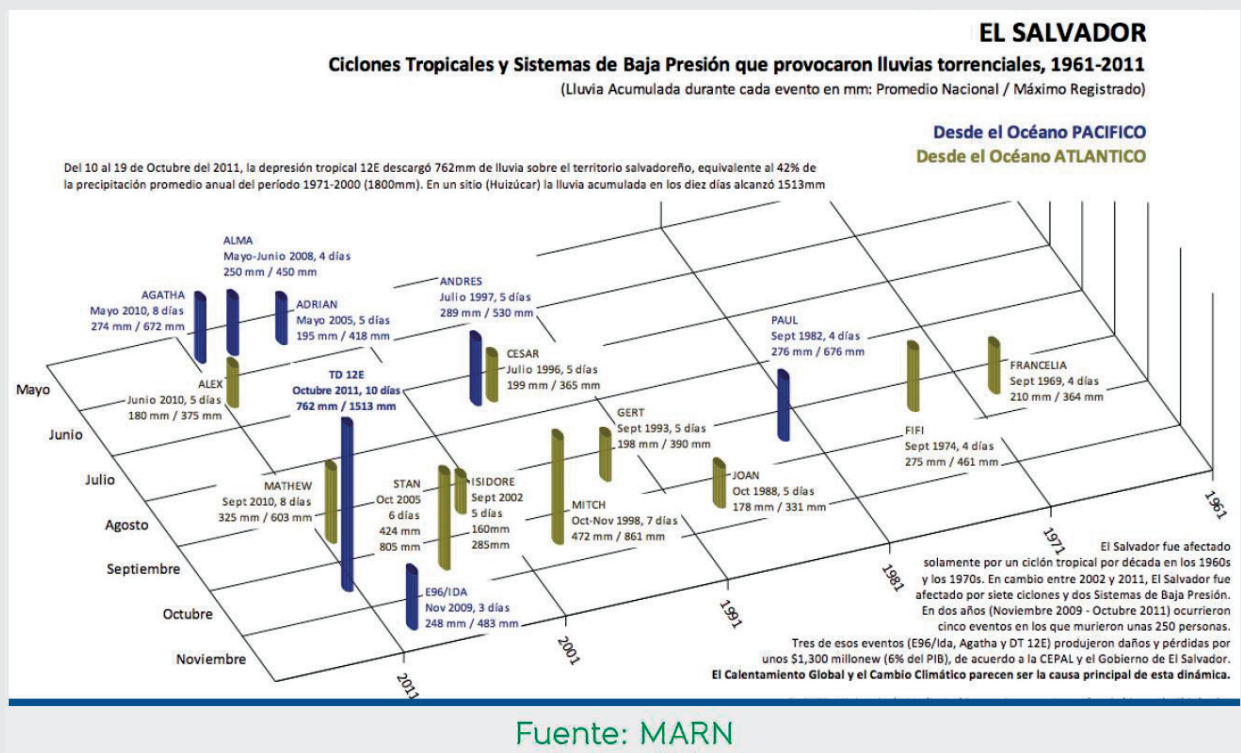 EL SALVADOR
Ciclones Tropicales y Sistemas de Baja Presión que provocaron lluvias torrenciales, 1961-2011
(Lluvia Acumulada durante cada evento en mm: Promedio Nacional / Máximo Registrado)
Desde el Océano PACIFICO
Desde el Océano ATLANTICO
Del 10 al 19 de Octubre del 2011, la depresión tropical 12E descargó 762mm de lluvia sobre el territorio salvadoreño, equivalente al 42% de
la precipitación promedio anual del período 1971-2000 (1800mm). En un sitio (Huizúcar) la lluvia acumulada en los diez días alcanzó 1513mm
ALMA
Mayo-Junio 2008, 4 días
250 mm / 450 mm
AGATHA
Mayo 2010, 8 días
274 mm / 672 mm
ADRIAN
Mayo 2005, 5 días
195 mm / 418 mm
ANDRES
Julio 1997, 5 días
289 mm / 530 mm
PAUL
Sept 1982, 4 días
276 mm / 676 mm
CESAR
Julio 1996, 5 días
199 mm / 365 mm
FRANCELIA
Sept 1969, 4 días
210 mm / 364 mm
ALEX
Junio 2010, 5 días
180 mm / 375 mm
TD 12E
Octubre 2011, 10 días
762 mm / 1513 mm
GERT
Sept 1993, 5 días
198 mm / 390 mm
FIFI
Sept 1974, 4 días
275 mm / 461 mm
MATHEW
Sept 2010, 8 días
325 mm / 603 mm
STAN
Oct 2005
6 día
424 mm
805 mm
ISIDORE
Sept 2002
5 días
160mm
285mm
JOAN
Oct 1988, 5 días
178 mm / 331 mm
MITCH
Oct-Nov 1998, 7 días
472 mm / 861 mm
E96/IDA
Nov 2009, 3 días
248 mm / 483 mm
Mayo
Junio
Julio
Agosto
Septiembre
Octubre
Noviembre
2011
2001
1991
1981
1971
1961
El Salvador fue afectado
solamente por un ciclón tropical por década en los 1960s
y los 1970s. En cambio entre 2002 y 2011, El Salvador fue
afectado por siete ciclones y dos Sistemas de Baja Presión.
En dos años (Noviembre 2009 - Octubre 2011) ocurrieron
cinco eventos en los que murieron unas 250 personas.
Tres de esos eventos (E96/Ida, Agatha y DT 12E) produjeron daños y pérdidas por
unos $1,300 millonew (6% del PIB), de acuerdo a la CEPAL y el Gobierno de El Salvador.
El Calentamiento Global y el Cambio Climático parecen ser la causa principal de esta dinámica.
Fuente: MARN